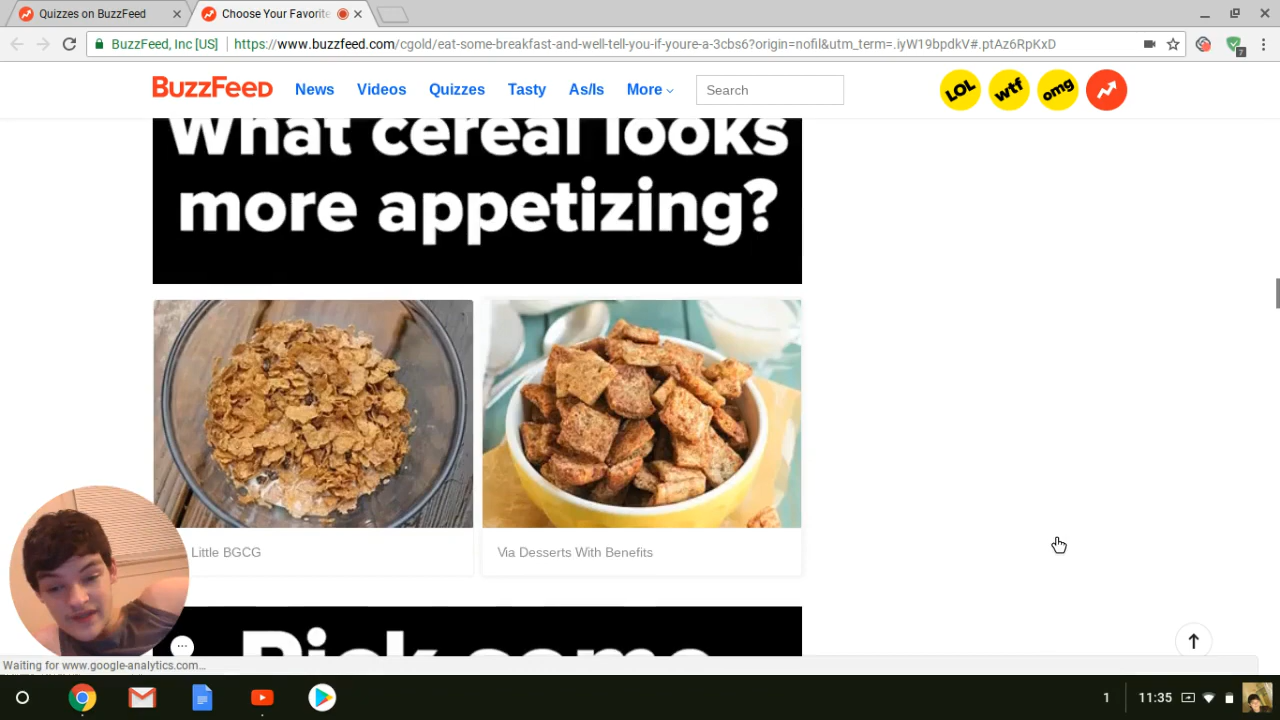 Quizzes on BuzzFeed
Choose Your Favorite
BuzzFeed, Inc [US]
https://www.buzzfeed.com/cgold/eat-some-breakfast-and-well-tell-you-if-youre-a-3cbs6?origin=nofil&utm_term=.iyW19bpdkV#.ptAz6RpKxD
7
BuzzFeed
News
Videos
Quizzes
Tasty
As/Is
More
Search
LOL
wtf
omg
What cereal looks
more appetizing?
Little BGCG
Via Desserts With Benefits
Pick some
Waiting for www.google-analytics.com...
1
11:35